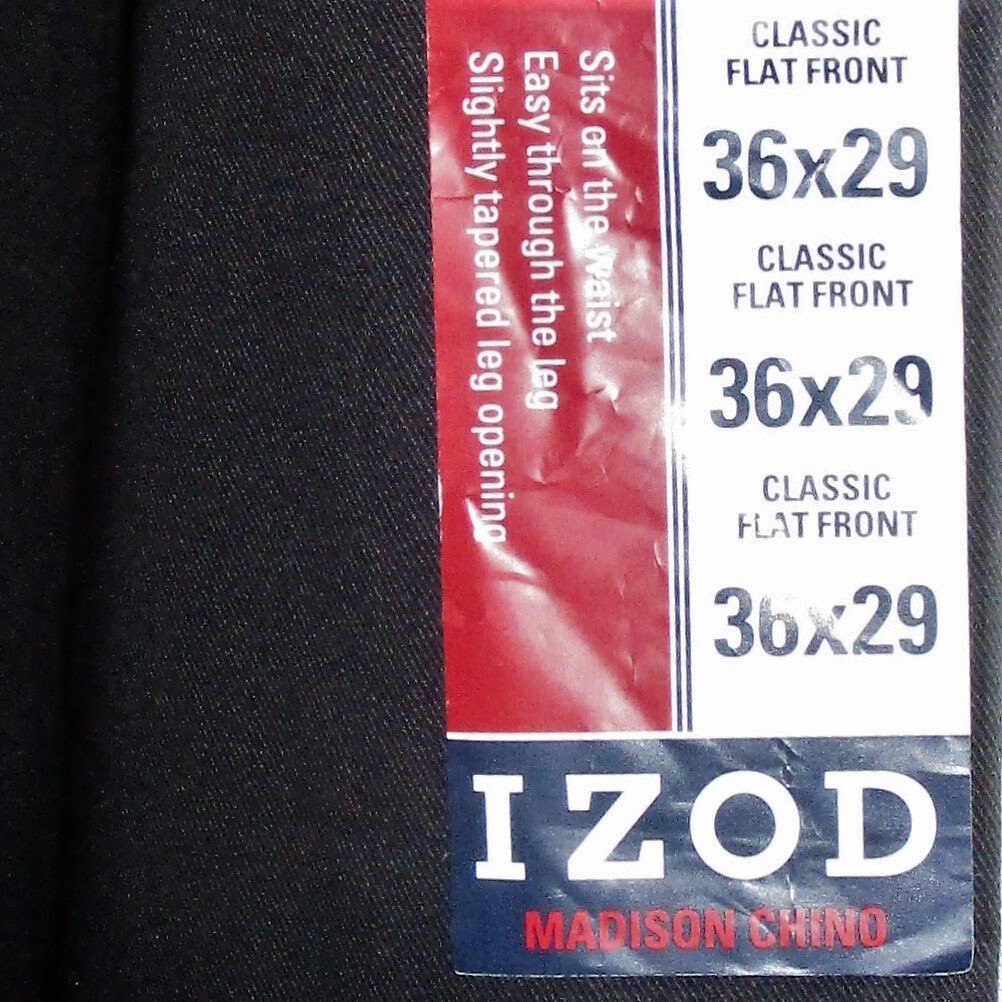 Sits on the waist
Easy through the leg
Slightly tapered leg opening
CLASSIC
FLAT FRONT
36x29
CLASSIC
FLAT FRONT
36x29
CLASSIC
FLAT FRONT
36x29
IZOD
MADISON CHINO